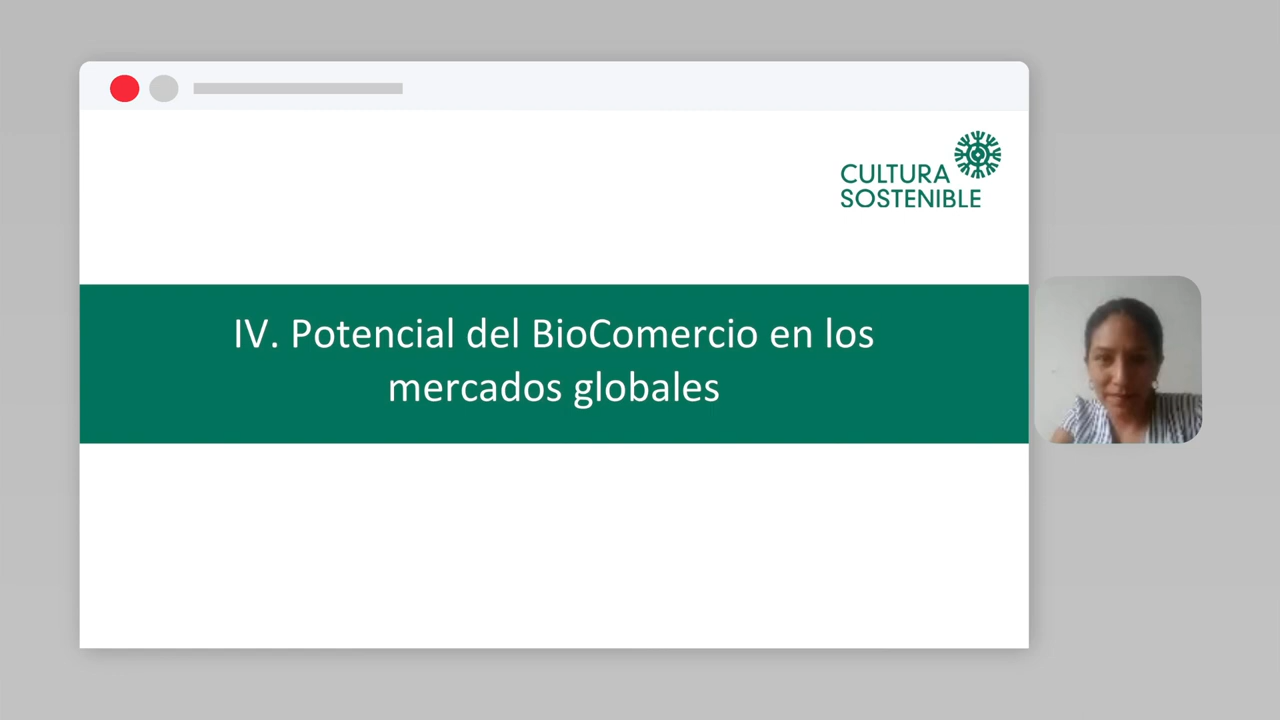 CULTURA
SOSTENIBLE
IV. Potencial del BioComercio en los
mercados globales